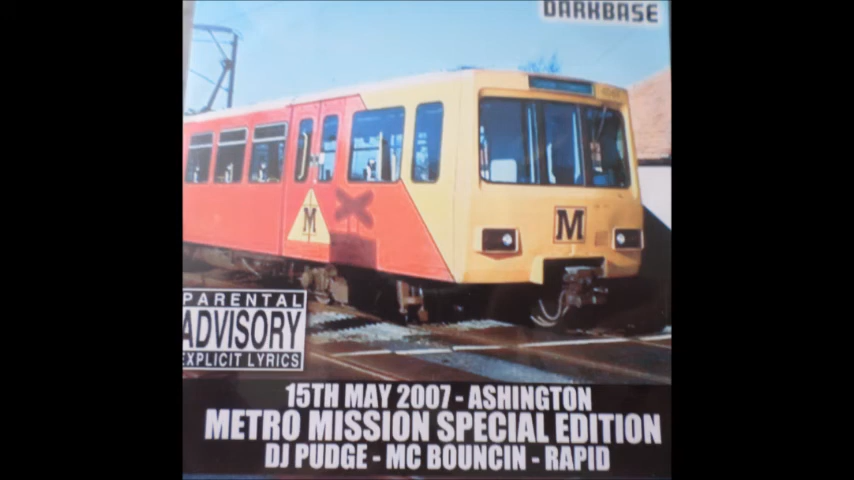 DARKBASE
M
M
PARENTAL
ADVISORY
EXPLICIT LYRICS
15TH MAY 2007 - ASHINGTON
METRO MISSION SPECIAL EDITION
DJ PUDGE - MC BOUNCIN - RAPID